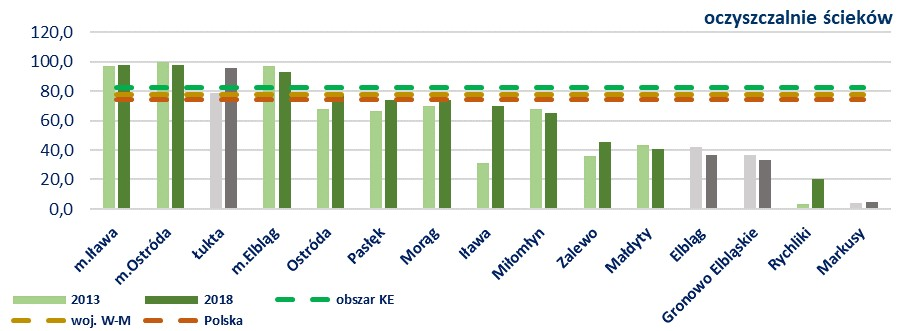 oczyszczalnie ścieków
120,0
100,0
80,0
60,0
40,0
20,0
0,0
m.Iława
m.Ostróda
Łukta
m.Elbląg
Ostróda
Pasłęk
Morąg
Iława
Miłomłyn
Zalewo
Małdyty
Elbląg
Gronowo Elbląskie
Rychliki
Markusy
2013 2018 obszar KE
woj. W-M Polska